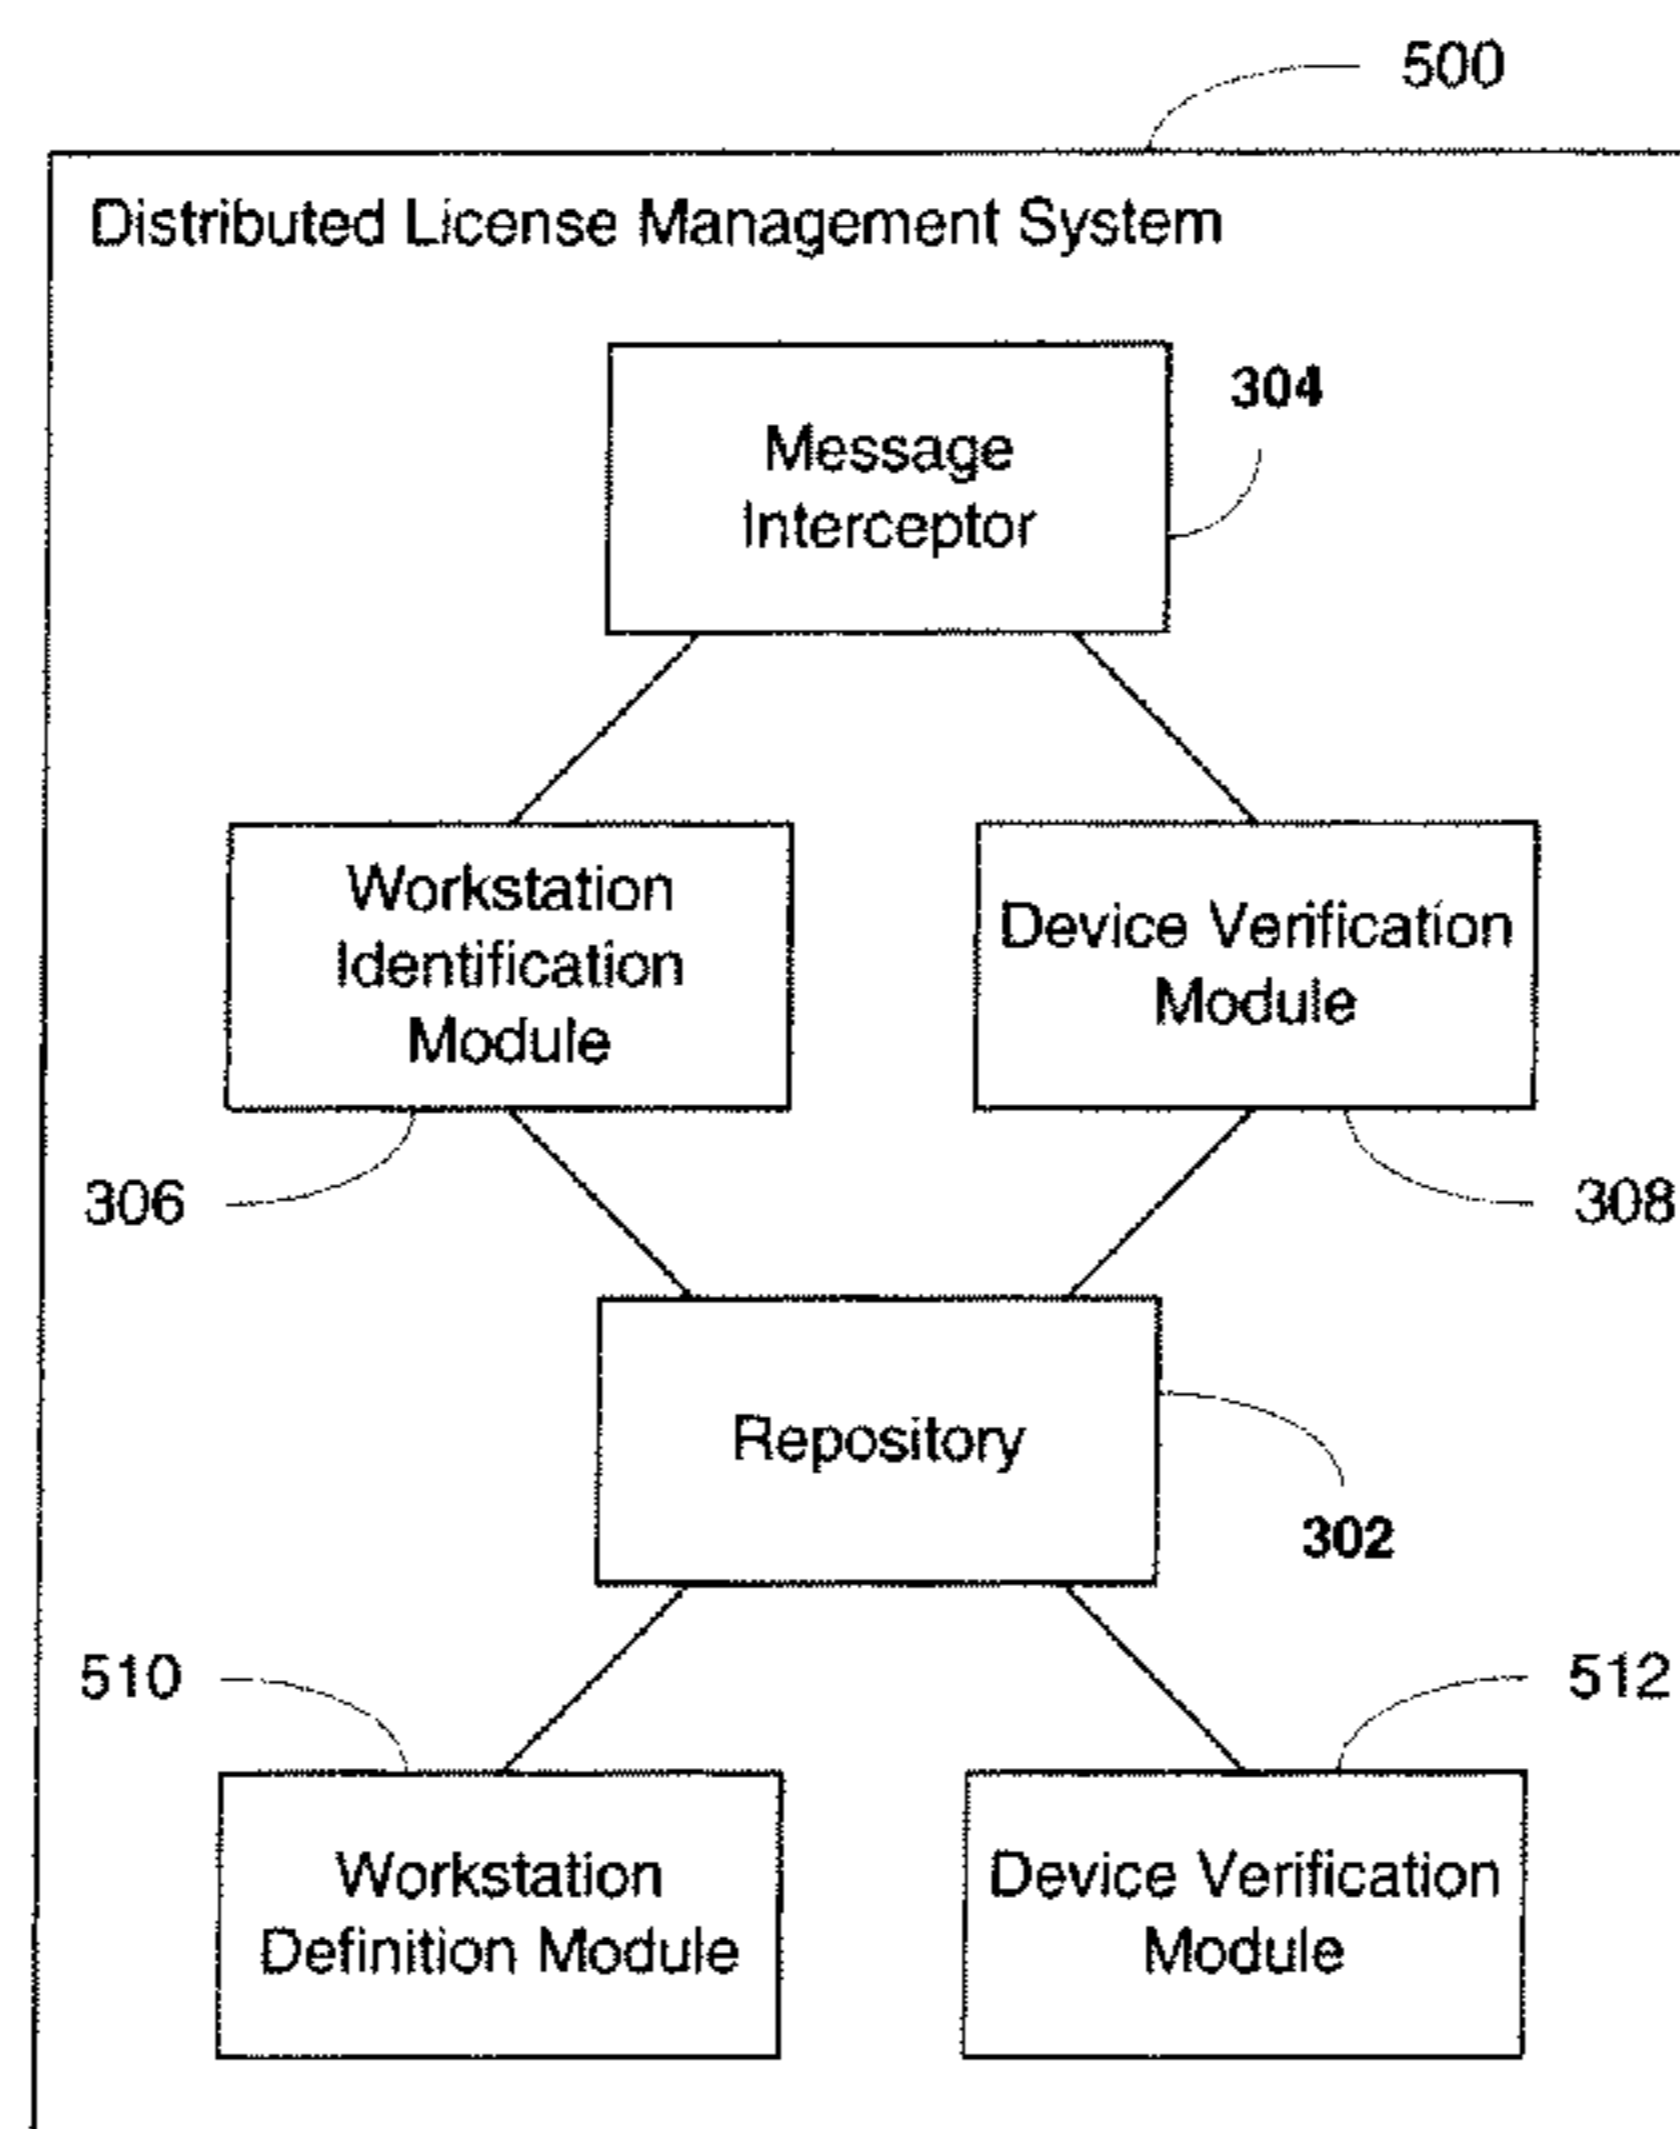 500
Distributed License Management System
304
Message
Interceptor
Workstation
Identification
Module
Device Verification
Module
306
308
Repository
302
510
512
Workstation
Definition Module
Device Verification
Module